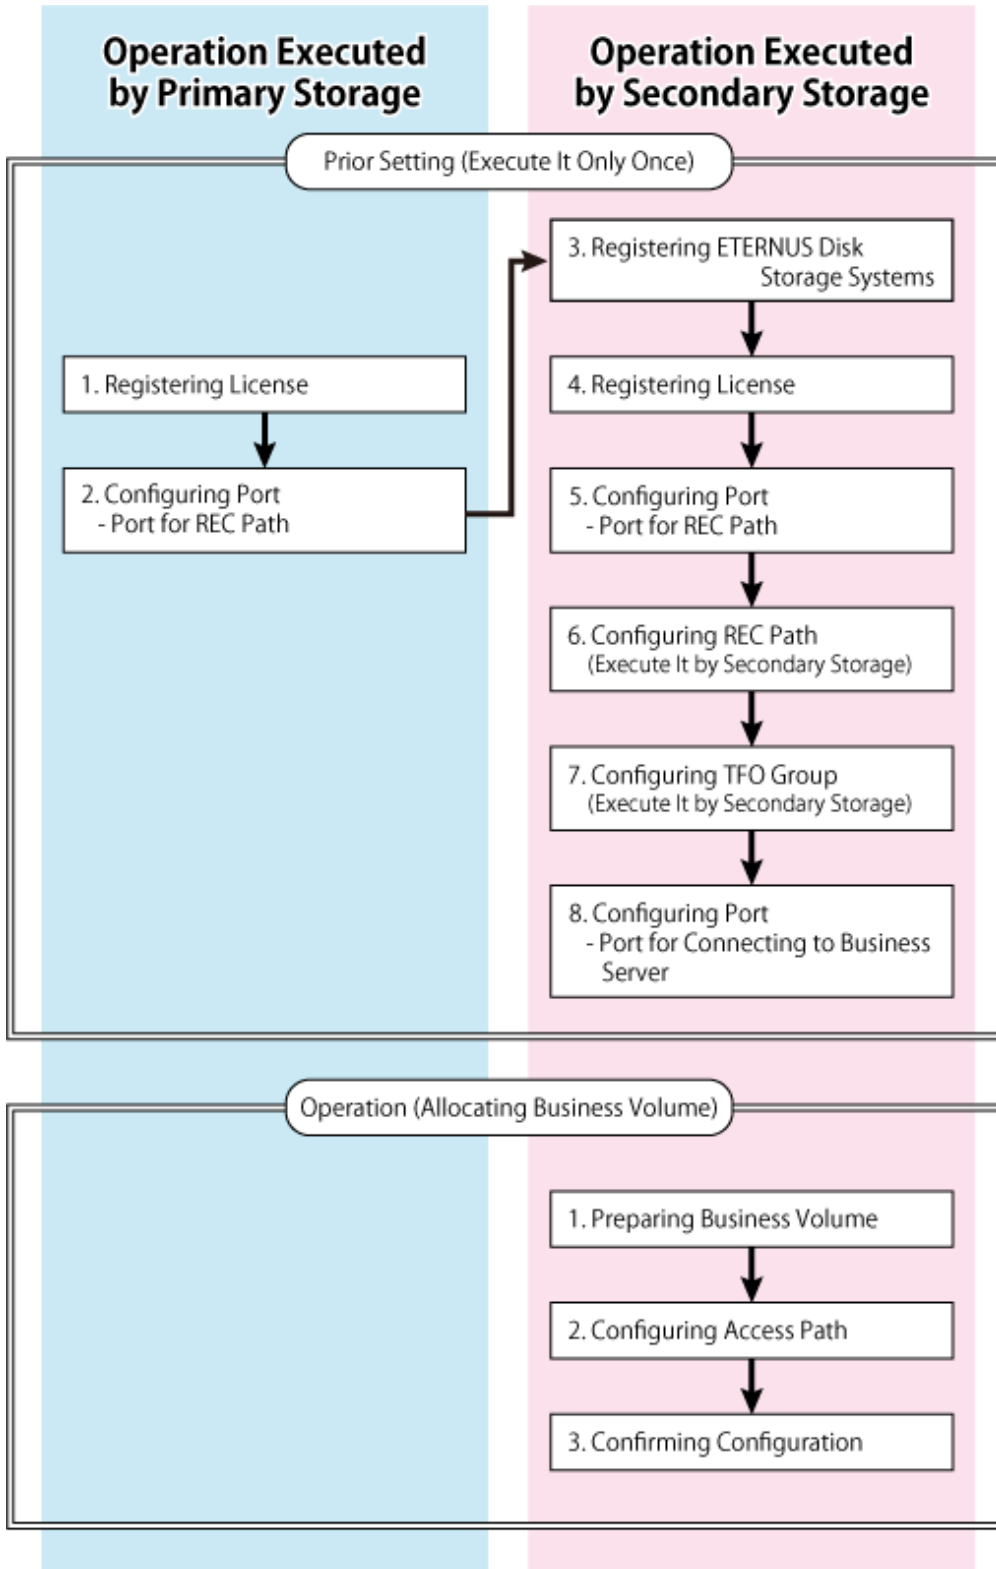 Operation Executed
by Primary Storage
Operation Executed
by Secondary Storage
Prior Setting (Execute It Only Once)
1. Registering License
2. Configuring Port
- Port for REC Path
3. Registering ETERNUS Disk
Storage Systems
4. Registering License
5. Configuring Port
- Port for REC Path
6. Configuring REC Path
(Execute It by Secondary Storage)
7. Configuring TFO Group
(Execute It by Secondary Storage)
8. Configuring Port
- Port for Connecting to Business
Server
Operation (Allocating Business Volume)
1. Preparing Business Volume
2. Configuring Access Path
3. Confirming Configuration